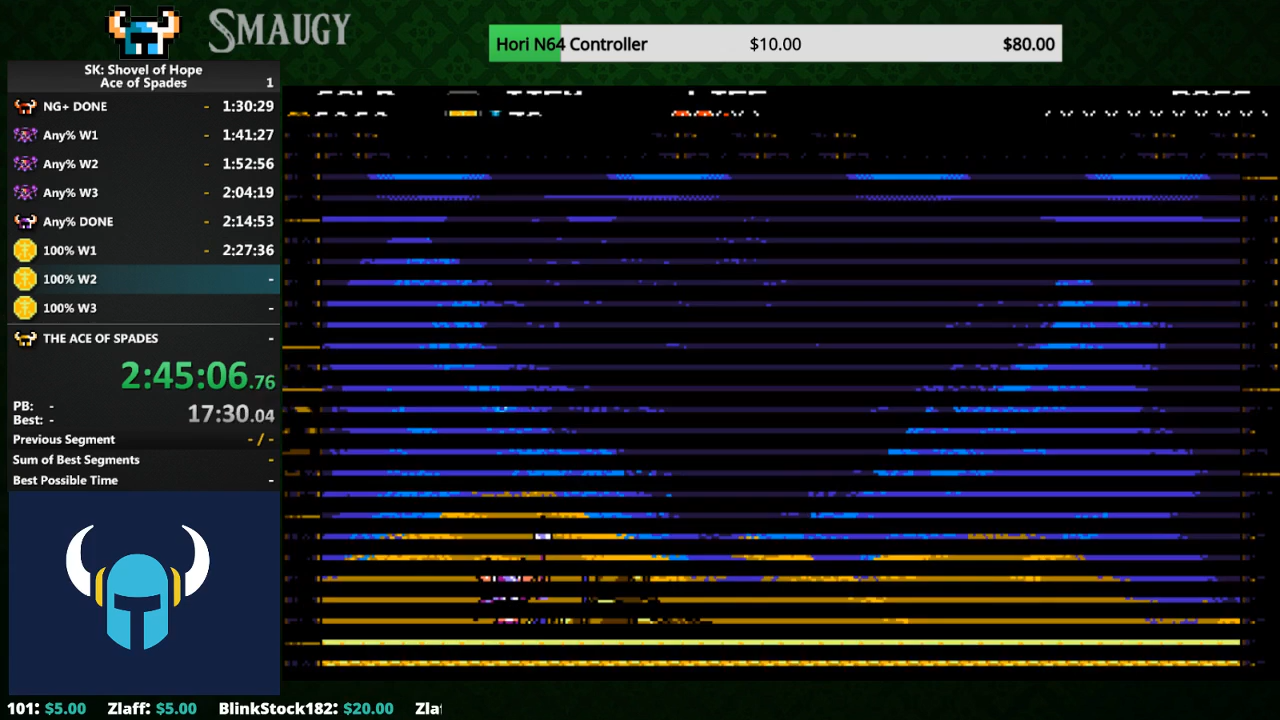 SMAUGY
Hori N64 Controller $10.00 $80.00
SK: Shovel of Hope
Ace of Spades 1
NG+ DONE - 1:30:29
Any% W1 - 1:41:27
Any% W2 - 1:52:56
Any% W3 - 2:04:19
Any% DONE - 2:14:53
100% W1 - 2:27:36
100% W2 -
100% W3 -
THE ACE OF SPADES -
2:45:06.76
PB: -
17:30.04
Best: -
Previous Segment - / -
Sum of Best Segments -
Best Possible Time -
101: $5.00 Zlaff: $5.00 BlinkStock182: $20.00 Zla